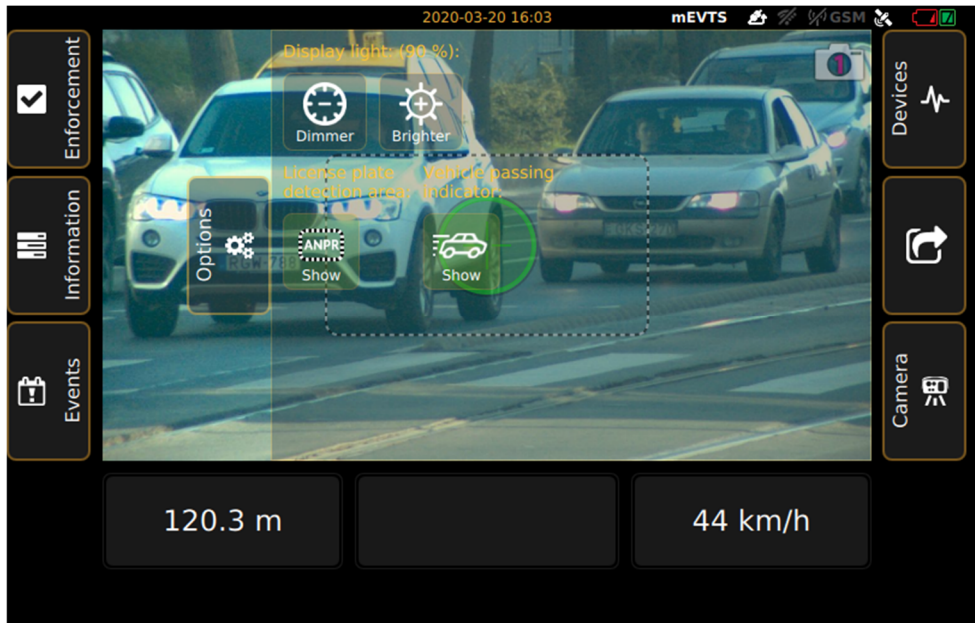 2020-03-20 16:03
mEVTS
GSM
Enforcement
Information
Events
Display light: (90 %):
Dimmer
Brighter
License plate
detection area:
Vehicle passing
indicator:
Options
ANPR
Show
Show
1
Devices
Camera
120.3 m
44 km/h